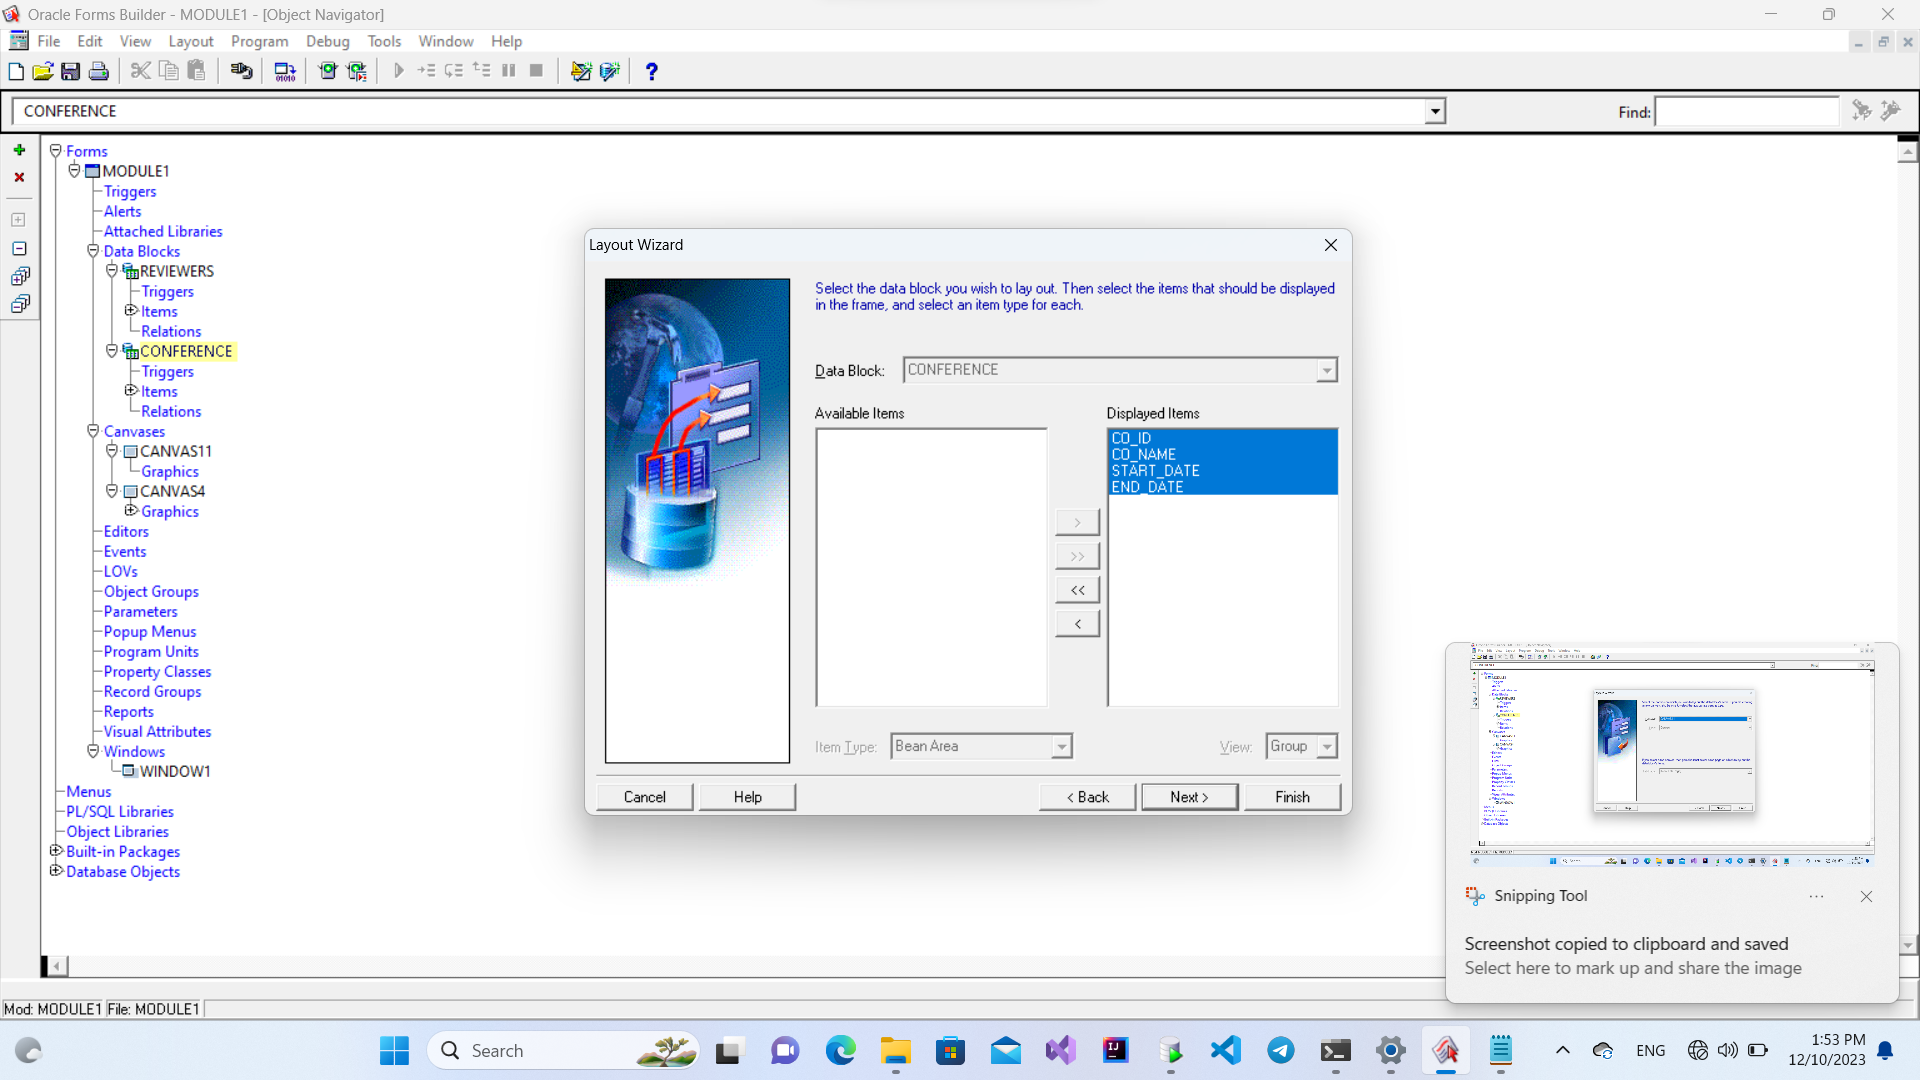 Oracle Forms Builder - MODULE1 - [Object Navigator]
File Edit View Layout Program Debug Tools Window Help
CONFERENCE
Find:
Forms
MODULE1
Triggers
Alerts
Attached Libraries
Data Blocks
REVIEWERS
Triggers
Items
Relations
CONFERENCE
Triggers
Items
Relations
Canvases
CANVAS11
Graphics
CANVAS4
Graphics
Editors
Events
LOVs
Object Groups
Parameters
Popup Menus
Program Units
Property Classes
Record Groups
Reports
Visual Attributes
Windows
WINDOW1
Menus
PL/SQL Libraries
Object Libraries
Built-in Packages
Database Objects
Layout Wizard
Select the data block you wish to lay out. Then select the items that should be displayed
in the frame, and select an item type for each.
Data Block: CONFERENCE
Available Items
Displayed Items
CO_ID
CO_NAME
START_DATE
END_DATE
>
>>
<<
<
Item Type: Bean Area
View: Group
Cancel Help < Back Next > Finish
Snipping Tool
Screenshot copied to clipboard and saved
Select here to mark up and share the image
Mod: MODULE1 File: MODULE1
Search
ENG
1:53 PM
12/10/2023